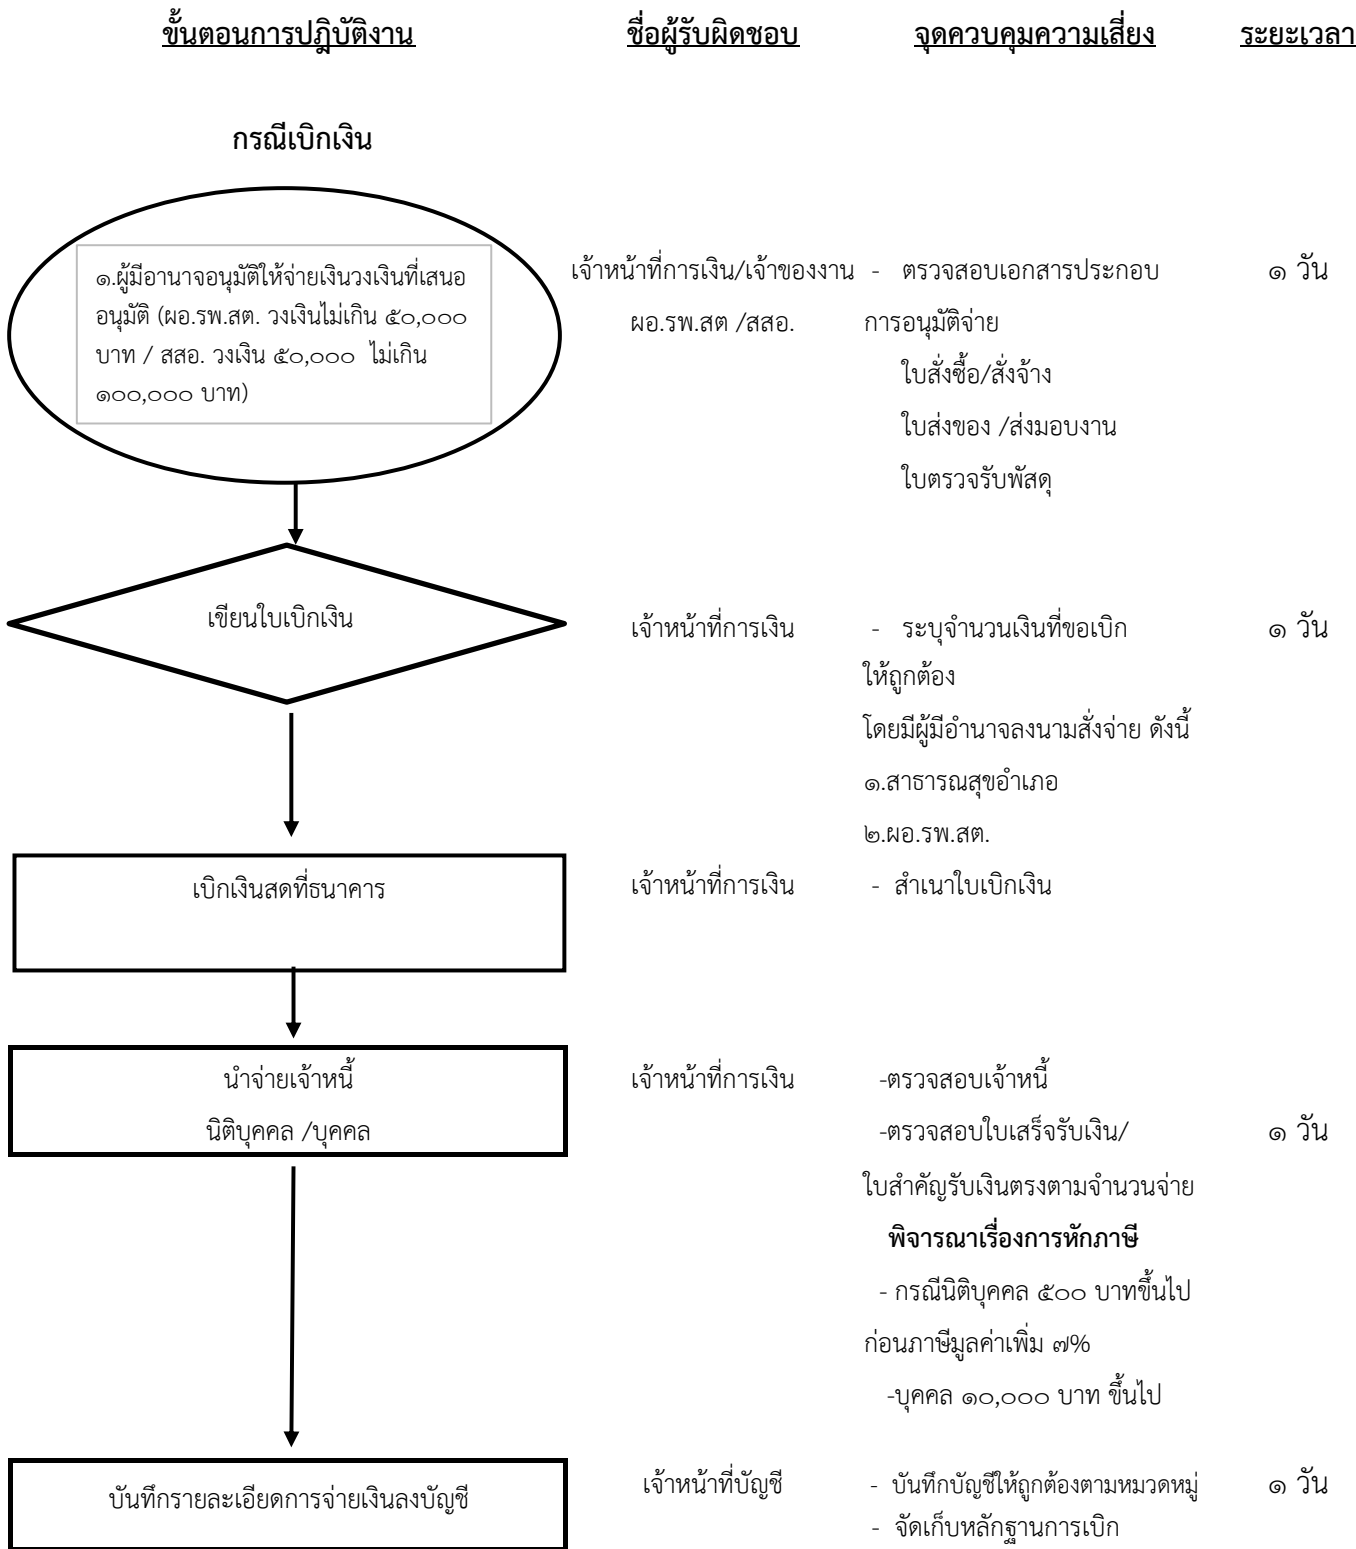 ขั้นตอนการปฎิบัติงาน ชื่อผู้รับผิดชอบ จุดควบคุมความเสี่ยง ระยะเวลา
กรณีเบิกเงิน
๑.ผู้มีอานาจอนุมัติให้จ่ายเงินวงเงินที่เสนอ
อนุมัติ (ผอ.รพ.สต. วงเงินไม่เกิน ๕๐,๐๐๐
บาท / สสอ. วงเงิน ๕๐,๐๐๐ ไม่เกิน
๑๐๐,๐๐๐ บาท)
เจ้าหน้าที่การเงิน/เจ้าของงาน
ผอ.รพ.สต /สสอ.
- ตรวจสอบเอกสารประกอบ
การอนุมัติจ่าย
ใบสั่งซื้อ/สั่งจ้าง
ใบส่งของ /ส่งมอบงาน
ใบตรวจรับพัสดุ
๑ วัน
เขียนใบเบิกเงิน
เจ้าหน้าที่การเงิน
- ระบุจำนวนเงินที่ขอเบิก
ให้ถูกต้อง
โดยมีผู้มีอำนาจลงนามสั่งจ่าย ดังนี้
๑.สาธารณสุขอำเภอ
๒.ผอ.รพ.สต.
๑ วัน
เบิกเงินสดที่ธนาคาร
เจ้าหน้าที่การเงิน
- สำเนาใบเบิกเงิน
นำจ่ายเจ้าหนี้
นิติบุคคล /บุคคล
เจ้าหน้าที่การเงิน
-ตรวจสอบเจ้าหนี้
-ตรวจสอบใบเสร็จรับเงิน/
ใบสำคัญรับเงินตรงตามจำนวนจ่าย
พิจารณาเรื่องการหักภาษี
- กรณีนิติบุคคล ๕๐๐ บาทขึ้นไป
ก่อนภาษีมูลค่าเพิ่ม ๗%
-บุคคล ๑๐,๐๐๐ บาท ขึ้นไป
๑ วัน
บันทึกรายละเอียดการจ่ายเงินลงบัญชี
เจ้าหน้าที่บัญชี
- บันทึกบัญชีให้ถูกต้องตามหมวดหมู่
- จัดเก็บหลักฐานการเบิก
๑ วัน